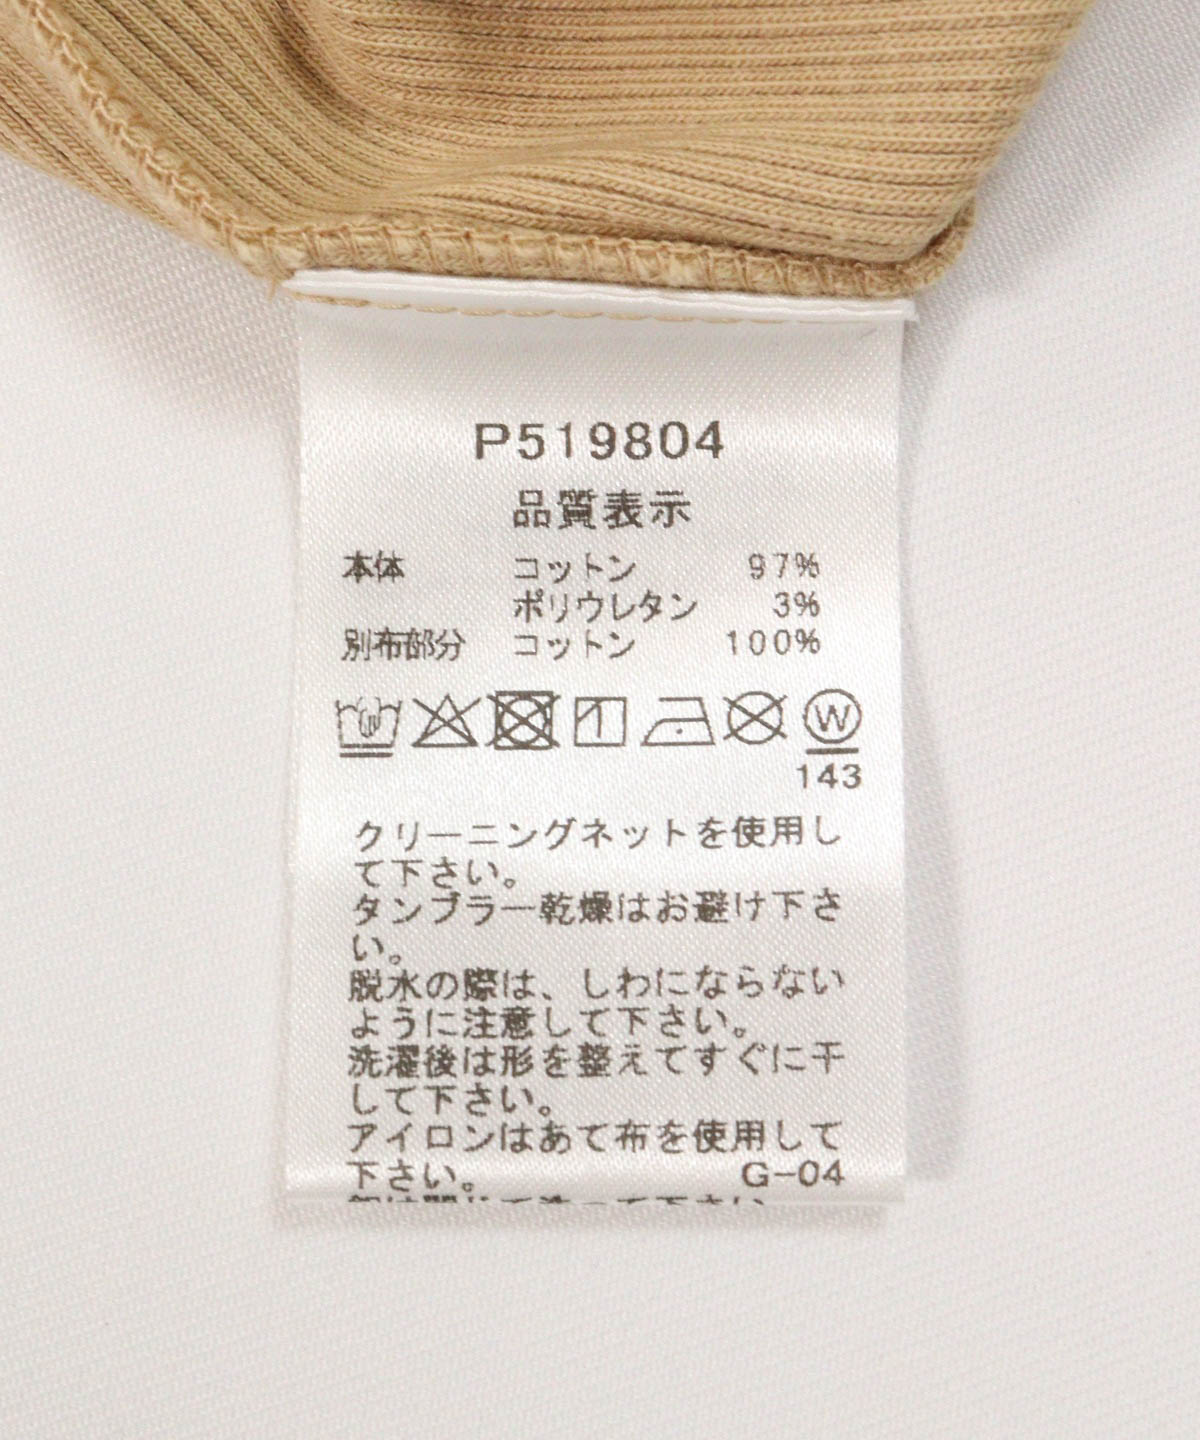 P519804
品質表示
本体 コットン 97%
ポリウレタン 3%
別布部分 コットン 100%
W
143
クリーニングネットを使用し
て下さい。
タンブラー乾燥はお避け下さ
い。
脱水の際は、しわにならない
ように注意して下さい。
洗濯後は形を整えてすぐに干
して下さい。
アイロンはあて布を使用して
下さい。 G-04